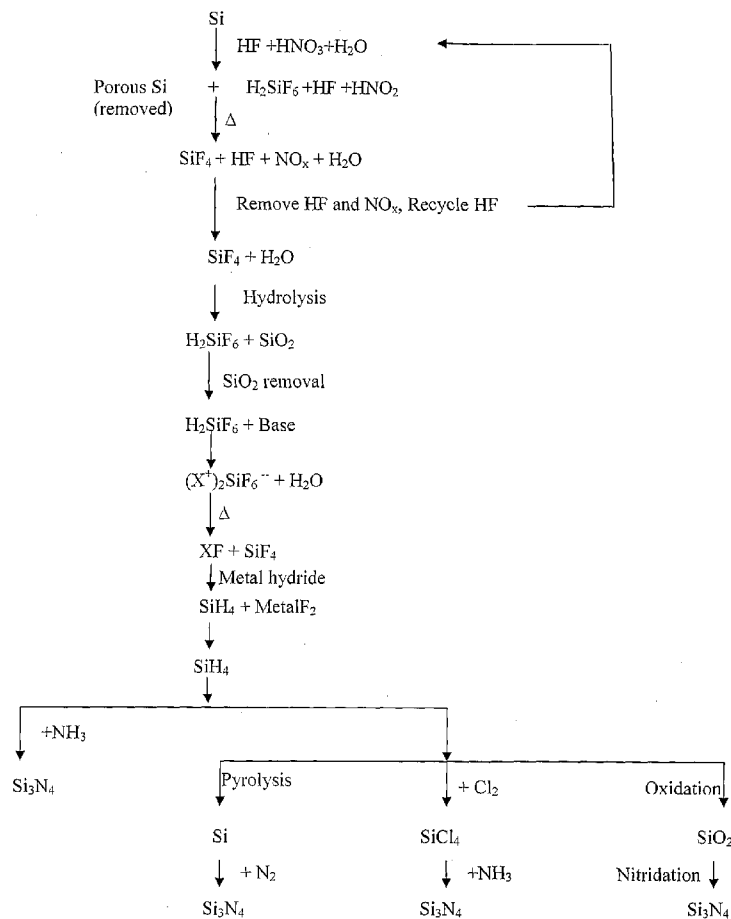 Si
HF +HNO₃+H₂O
Porous Si + H₂SiF₆ +HF +HNO₂
(removed)
Δ
SiF₄ + HF + NOₓ + H₂O
Remove HF and NOₓ, Recycle HF
SiF₄ + H₂O
Hydrolysis
H₂SiF₆ + SiO₂
SiO₂ removal
H₂SiF₆ + Base
(X⁺)₂SiF₆⁻⁻ + H₂O
Δ
XF + SiF₄
Metal hydride
SiH₄ + MetalF₂
SiH₄
+NH₃
Si₃N₄
Pyrolysis + Cl₂ Oxidation
Si SiCl₄ SiO₂
+ N₂ +NH₃ Nitridation
Si₃N₄ Si₃N₄ Si₃N₄